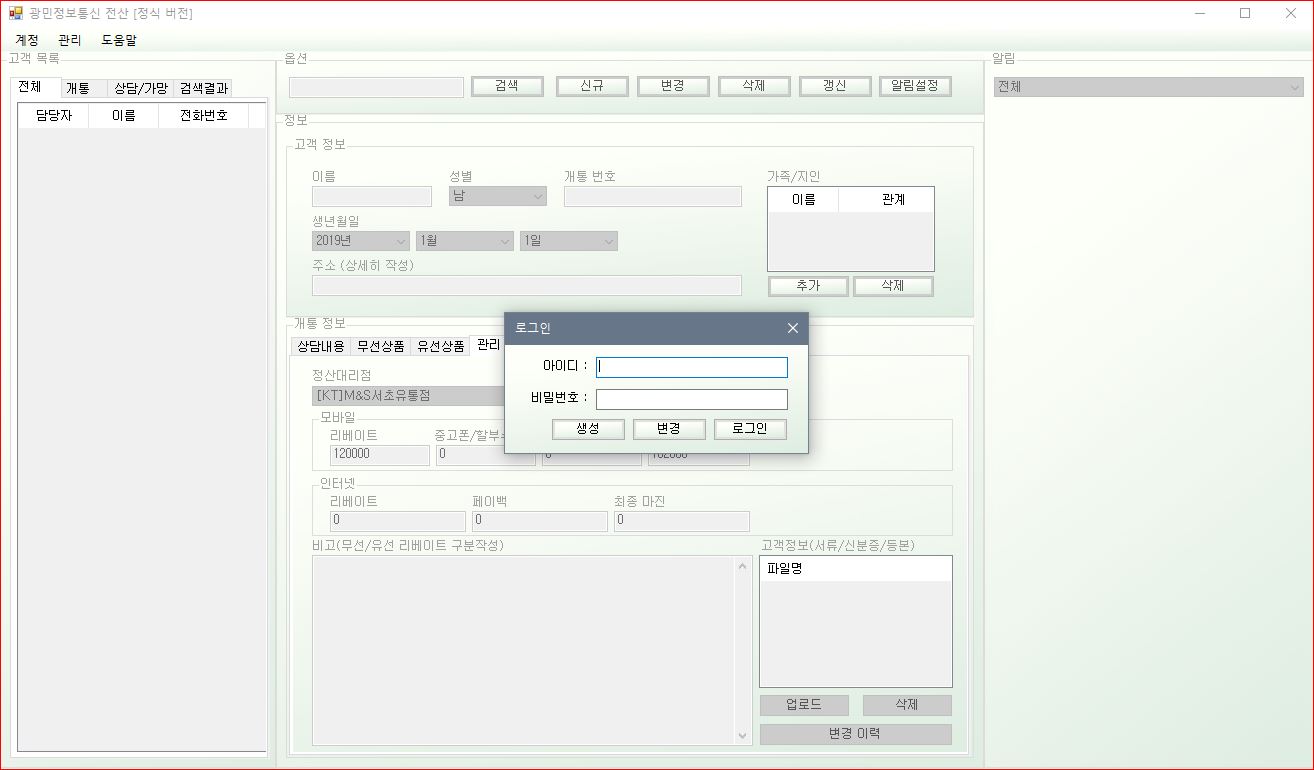 광민정보통신 전산 [정식 버전]
계정 관리 도움말
고객 목록
전체 개통 상담/가망 검색결과
담당자 이름 전화번호
옵션
검색 신규 변경 삭제 갱신 알림설정
알림
전체
정보
고객 정보
이름 성별 개통 번호 가족/지인
남
이름 관계
생년월일
2019년 1월 1일
주소 (상세히 작성)
추가 삭제
개통 정보
상담내용 무선상품 유선상품 관리
정산대리점
[KT]M&S서초유통점
모바일
리베이트 중고폰/할부
120000 0 0
로그인
아이디 :
비밀번호 :
생성 변경 로그인
인터넷
리베이트 페이백 최종 마진
0 0 0
비고(무선/유선 리베이트 구분작성)
고객정보(서류/신분증/등본)
파일명
업로드 삭제
변경 이력